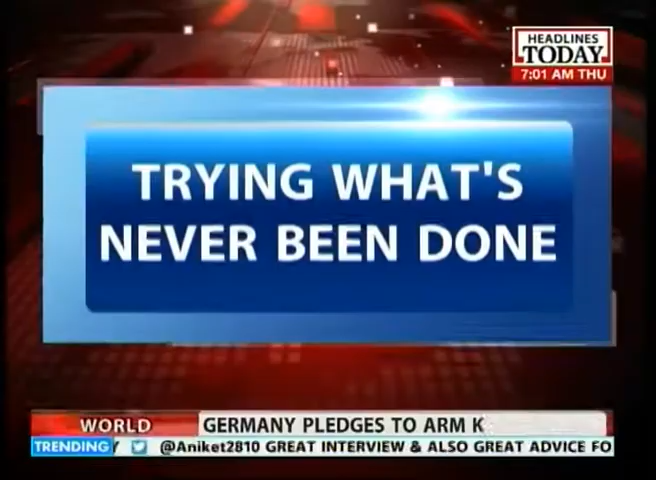 HEADLINES
TODAY
7:01 AM THU
TRYING WHAT'S
NEVER BEEN DONE
WORLD
GERMANY PLEDGES TO ARM K
TRENDING
@Aniket2810 GREAT INTERVIEW & ALSO GREAT ADVICE FO